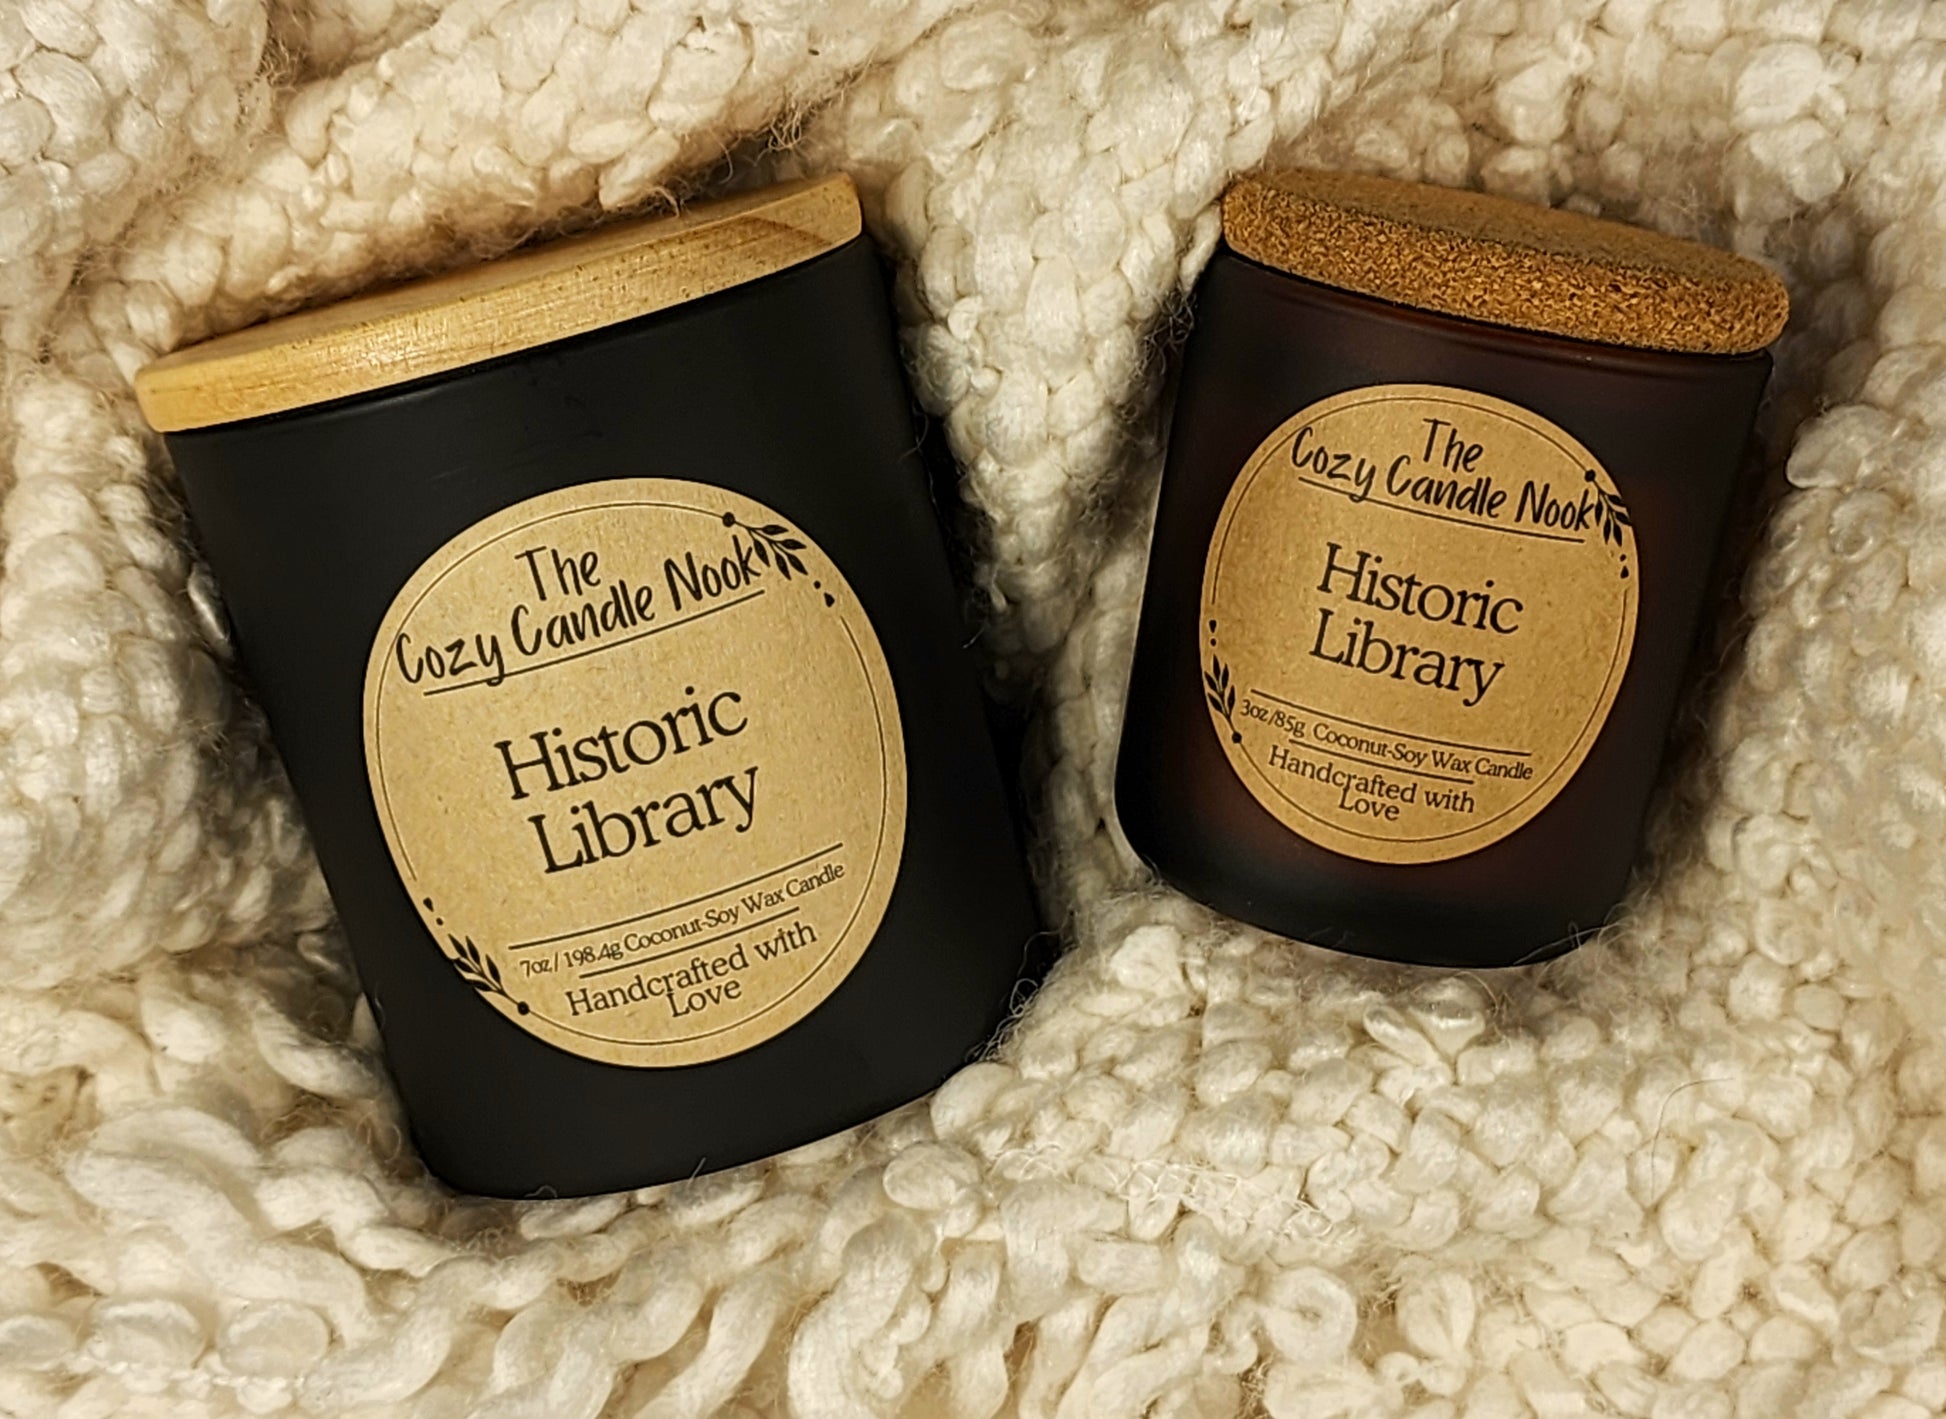 The
Cozy Candle Nook
Historic
Library
7oz / 198.4g Coconut-Soy Wax Candle
Handcrafted with
Love
The
Cozy Candle Nook
Historic
Library
3oz /85g Coconut-Soy Wax Candle
Handcrafted with
Love